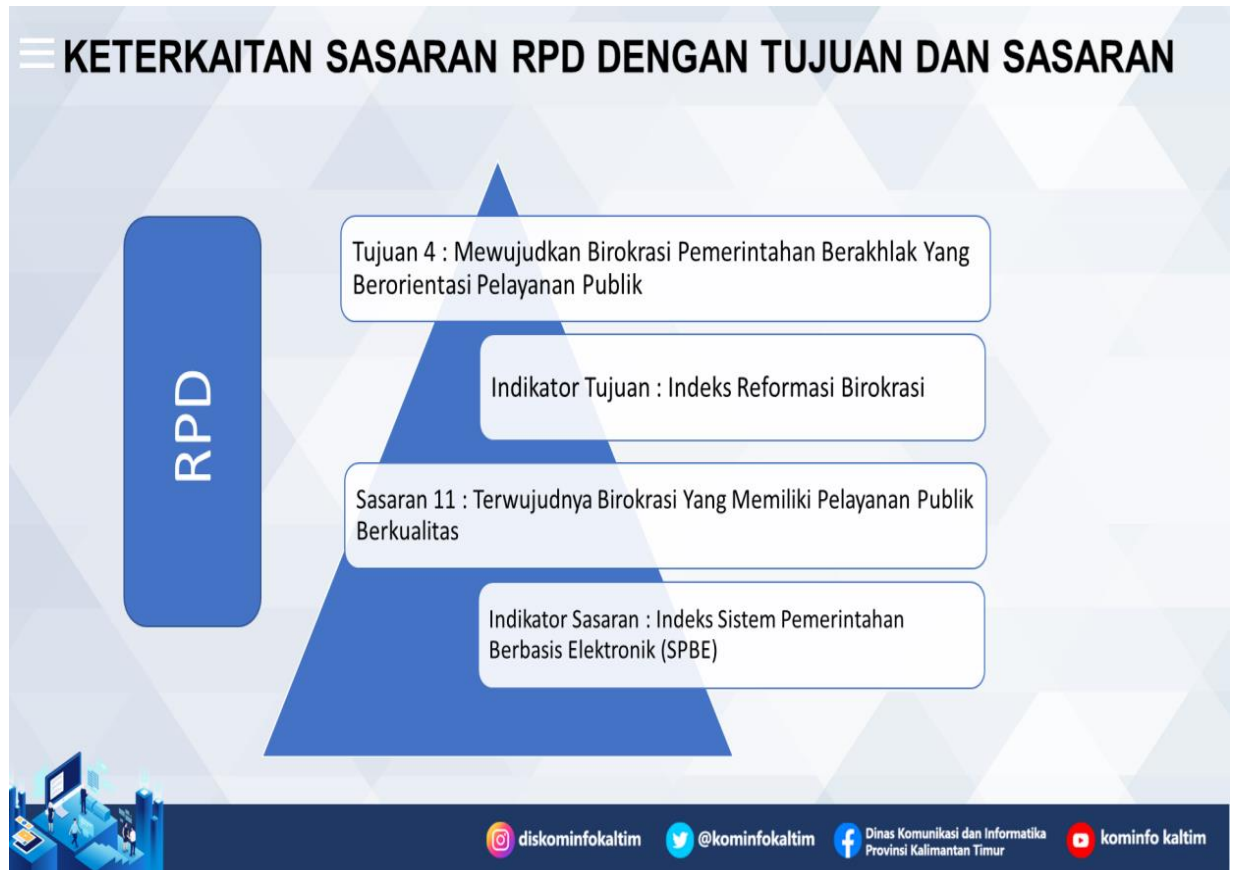 KETERKAITAN SASARAN RPD DENGAN TUJUAN DAN SASARAN
RPD
Tujuan 4 : Mewujudkan Birokrasi Pemerintahan Berakhlak Yang
Berorientasi Pelayanan Publik
Indikator Tujuan : Indeks Reformasi Birokrasi
Sasaran 11 : Terwujudnya Birokrasi Yang Memiliki Pelayanan Publik
Berkualitas
Indikator Sasaran : Indeks Sistem Pemerintahan
Berbasis Elektronik (SPBE)
diskominfokaltim
@kominfokaltim
Dinas Komunikasi dan Informatika
Provinsi Kalimantan Timur
kominfo kaltim